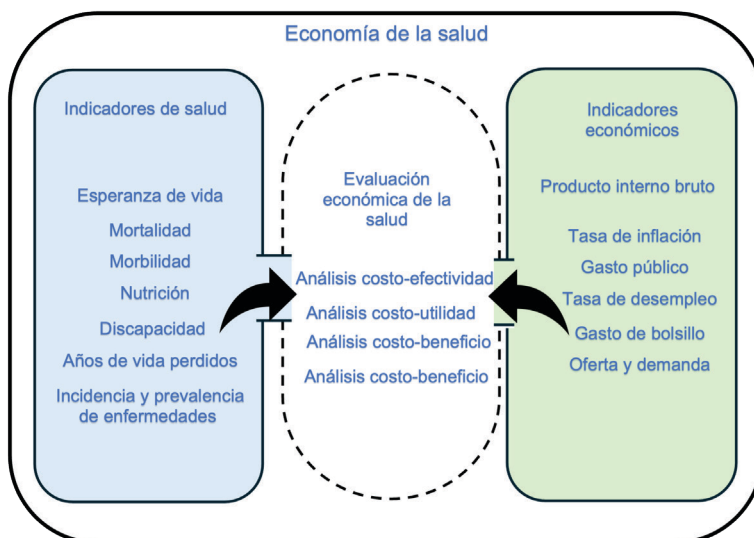 Economía de la salud
Indicadores de salud
Esperanza de vida
Mortalidad
Morbilidad
Nutrición
Discapacidad
Años de vida perdidos
Incidencia y prevalencia
de enfermedades
Evaluación
económica de la
salud
Análisis costo-efectividad
Análisis costo-utilidad
Análisis costo-beneficio
Análisis costo-beneficio
Indicadores
económicos
Producto interno bruto
Tasa de inflación
Gasto público
Tasa de desempleo
Gasto de bolsillo
Oferta y demanda